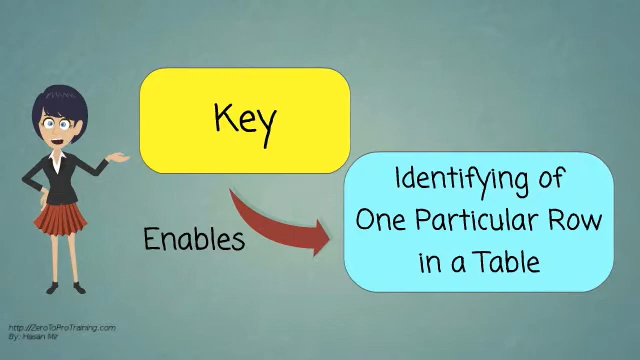 Key
Enables
Identifying of
One Particular Row
in a Table
http://ZeroToProTraining.com
By: Hasan Mir